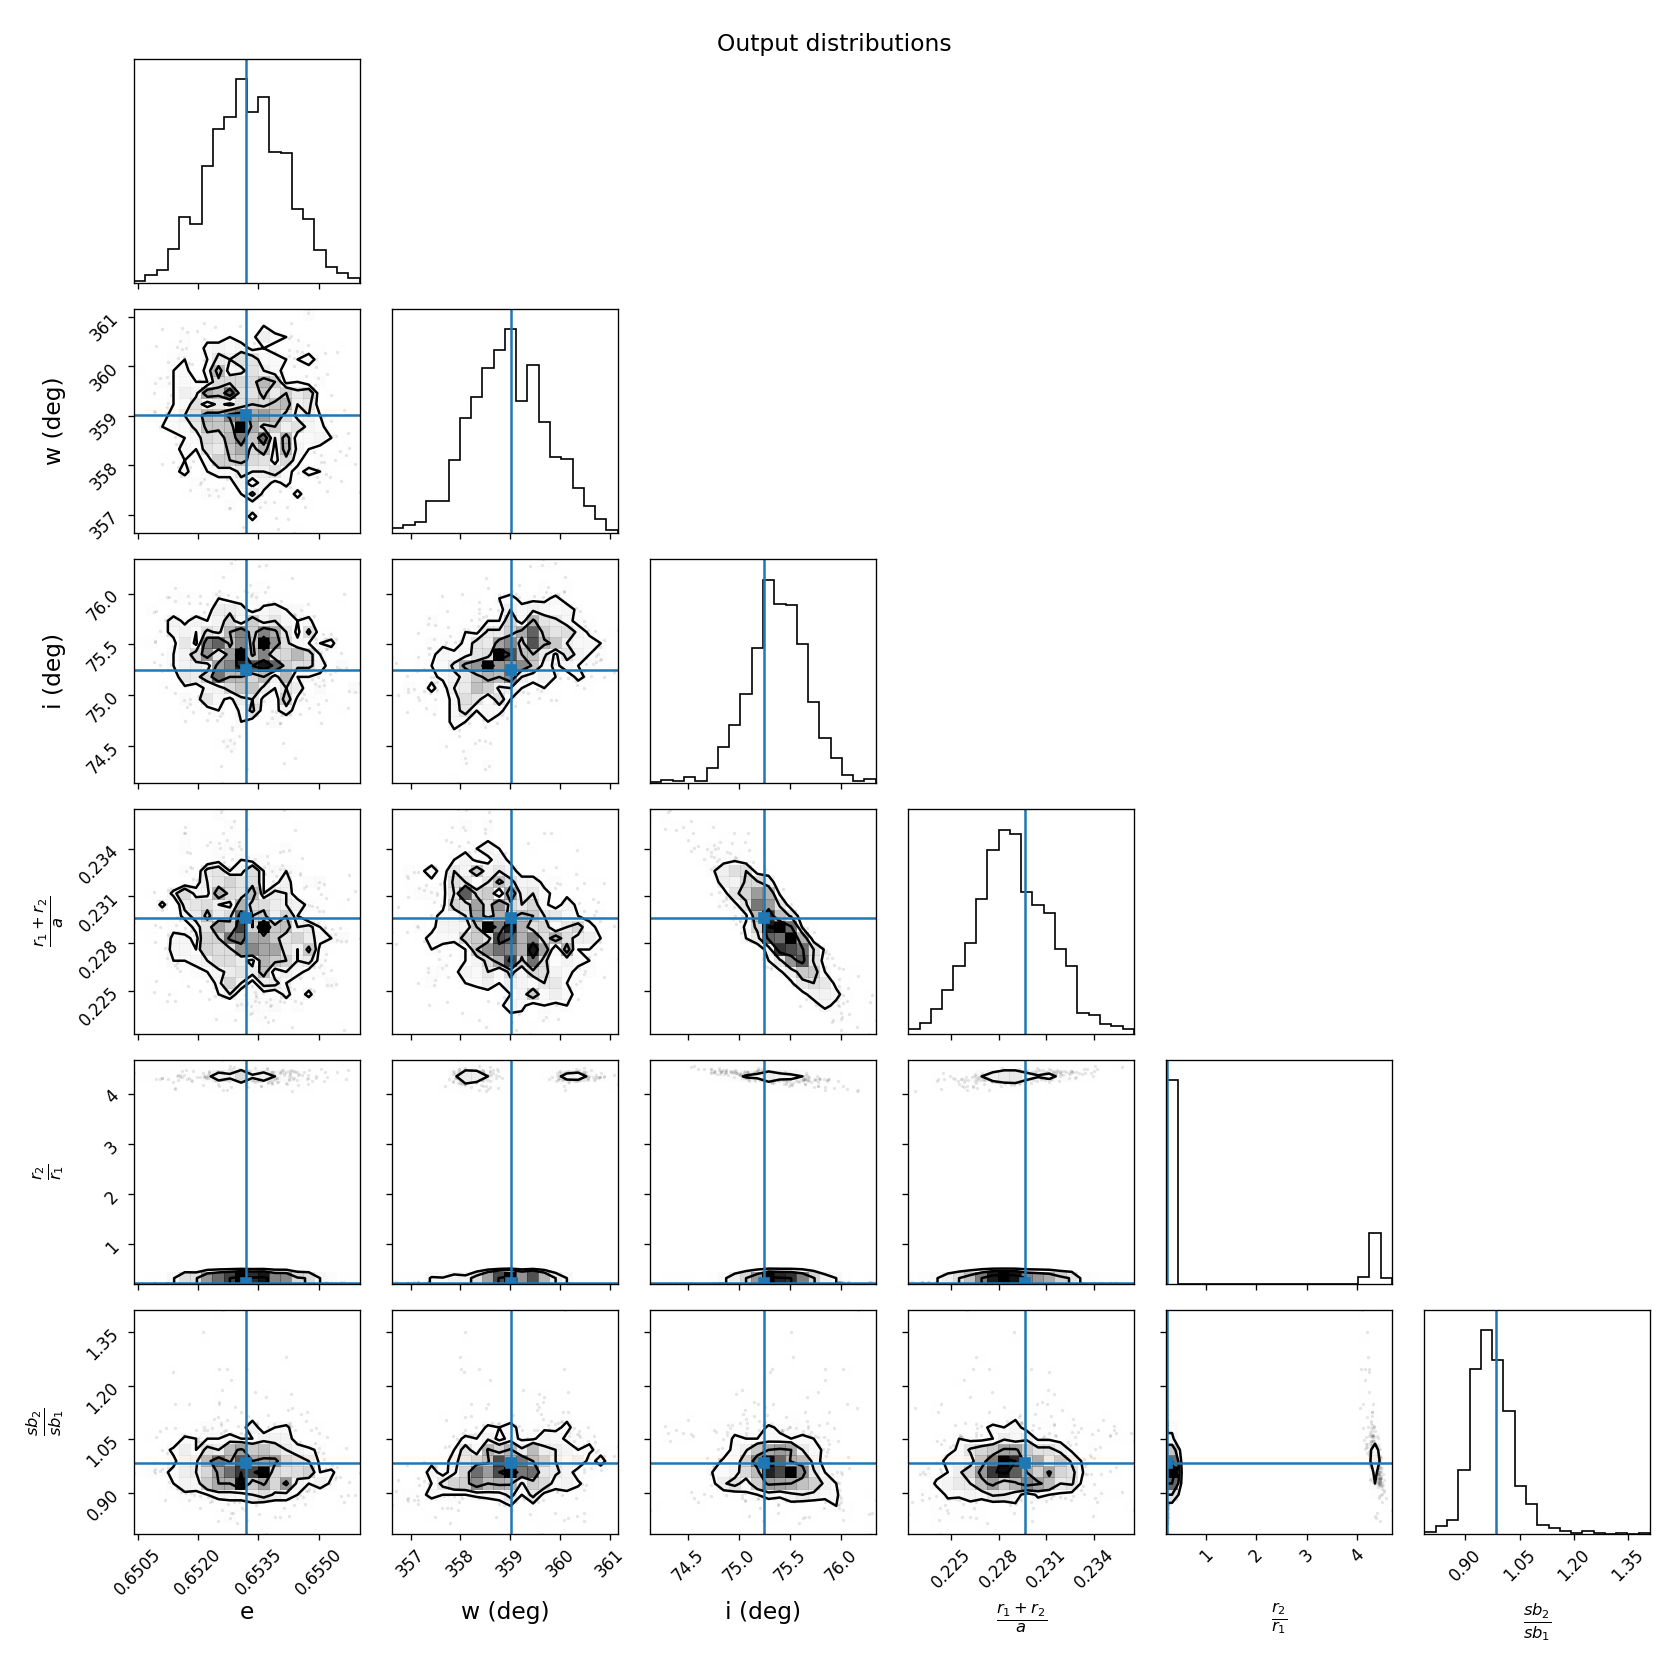 Output distributions
361
360
359
358
357
w (deg)
76.0
75.5
75.0
74.5
i (deg)
0.234
0.231
0.228
0.225
r₁ + r₂
a
4
3
2
1
r₂
r₁
1.35
1.20
1.05
0.90
sb₂
sb₁
0.6505 0.6520 0.6535 0.6550 357 358 359 360 361 74.5 75.0 75.5 76.0 0.225 0.228 0.231 0.234 1 2 3 4 0.90 1.05 1.20 1.35
e w (deg) i (deg) r₁ + r₂ / a r₂ / r₁ sb₂ / sb₁